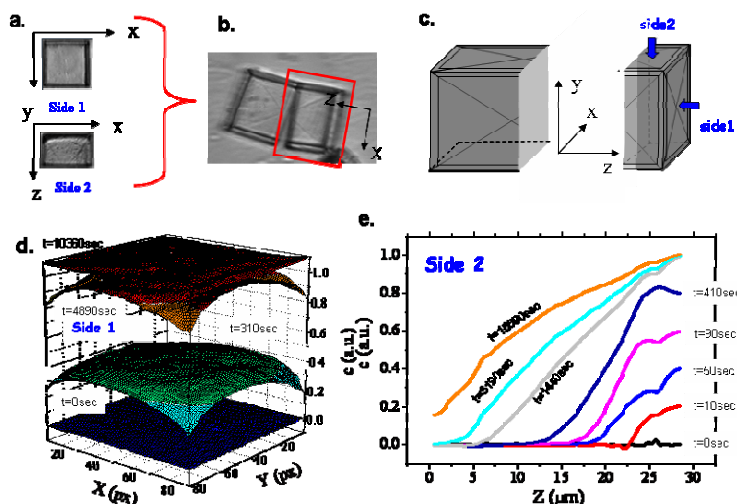 a.
x
y
Side 1
x
z
Side 2
b.
z
x
c.
side2
y
x
z
side1
d.
t=10360sec
t=4890sec
Side 1
t=310sec
t=0sec
1.0
0.8
0.6
0.4
0.2
0.0
c (a.u.)
20
40
60
80
X (px)
80
60
40
20
Y (px)
e.
Side 2
1.0
0.8
0.6
0.4
0.2
0.0
c (a.u.)
c (a.u.)
t=410sec
t=90sec
t=60sec
t=10sec
t=0sec
0
5
10
15
20
25
30
Z (μm)